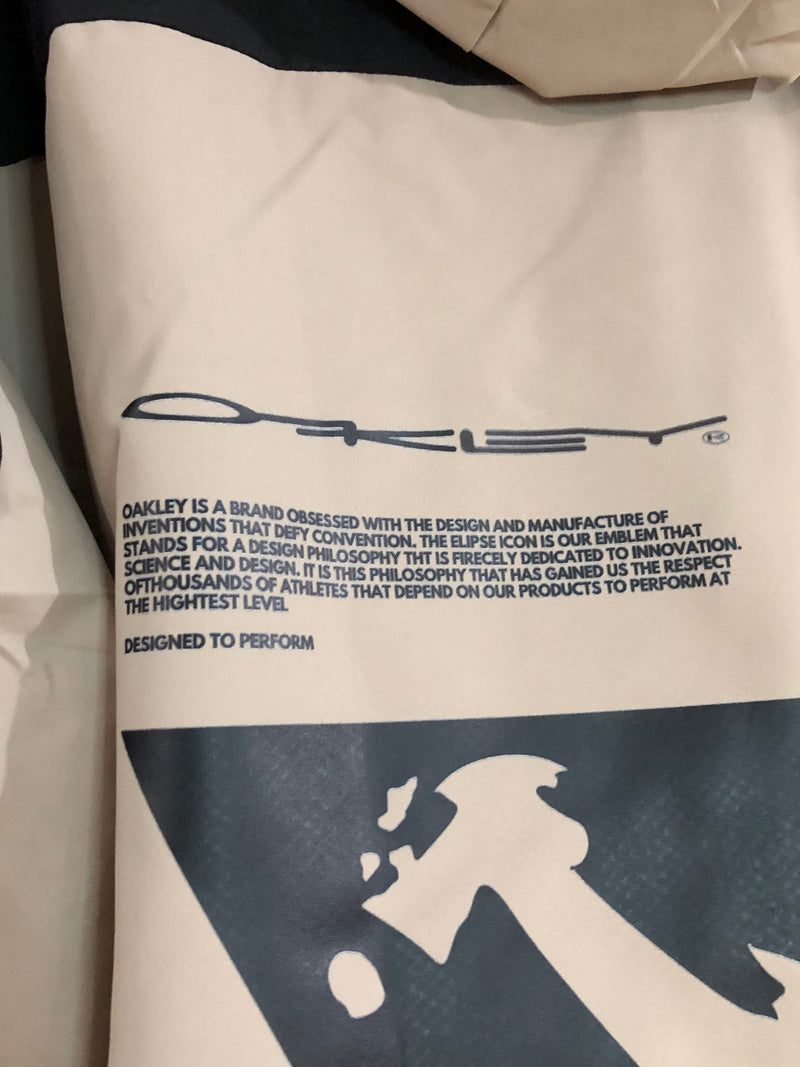 OAKLEY IS A BRAND OBSESSED WITH THE DESIGN AND MANUFACTURE OF
INVENTIONS THAT DEFY CONVENTION. THE ELIPSE ICON IS OUR EMBLEM THAT
STANDS FOR A DESIGN PHILOSOPHY THT IS FIRECELY DEDICATED TO INNOVATION.
SCIENCE AND DESIGN. IT IS THIS PHILOSOPHY THAT HAS GAINED US THE RESPECT
OFTHOUSANDS OF ATHLETES THAT DEPEND ON OUR PRODUCTS TO PERFORM AT
THE HIGHTEST LEVEL
DESIGNED TO PERFORM